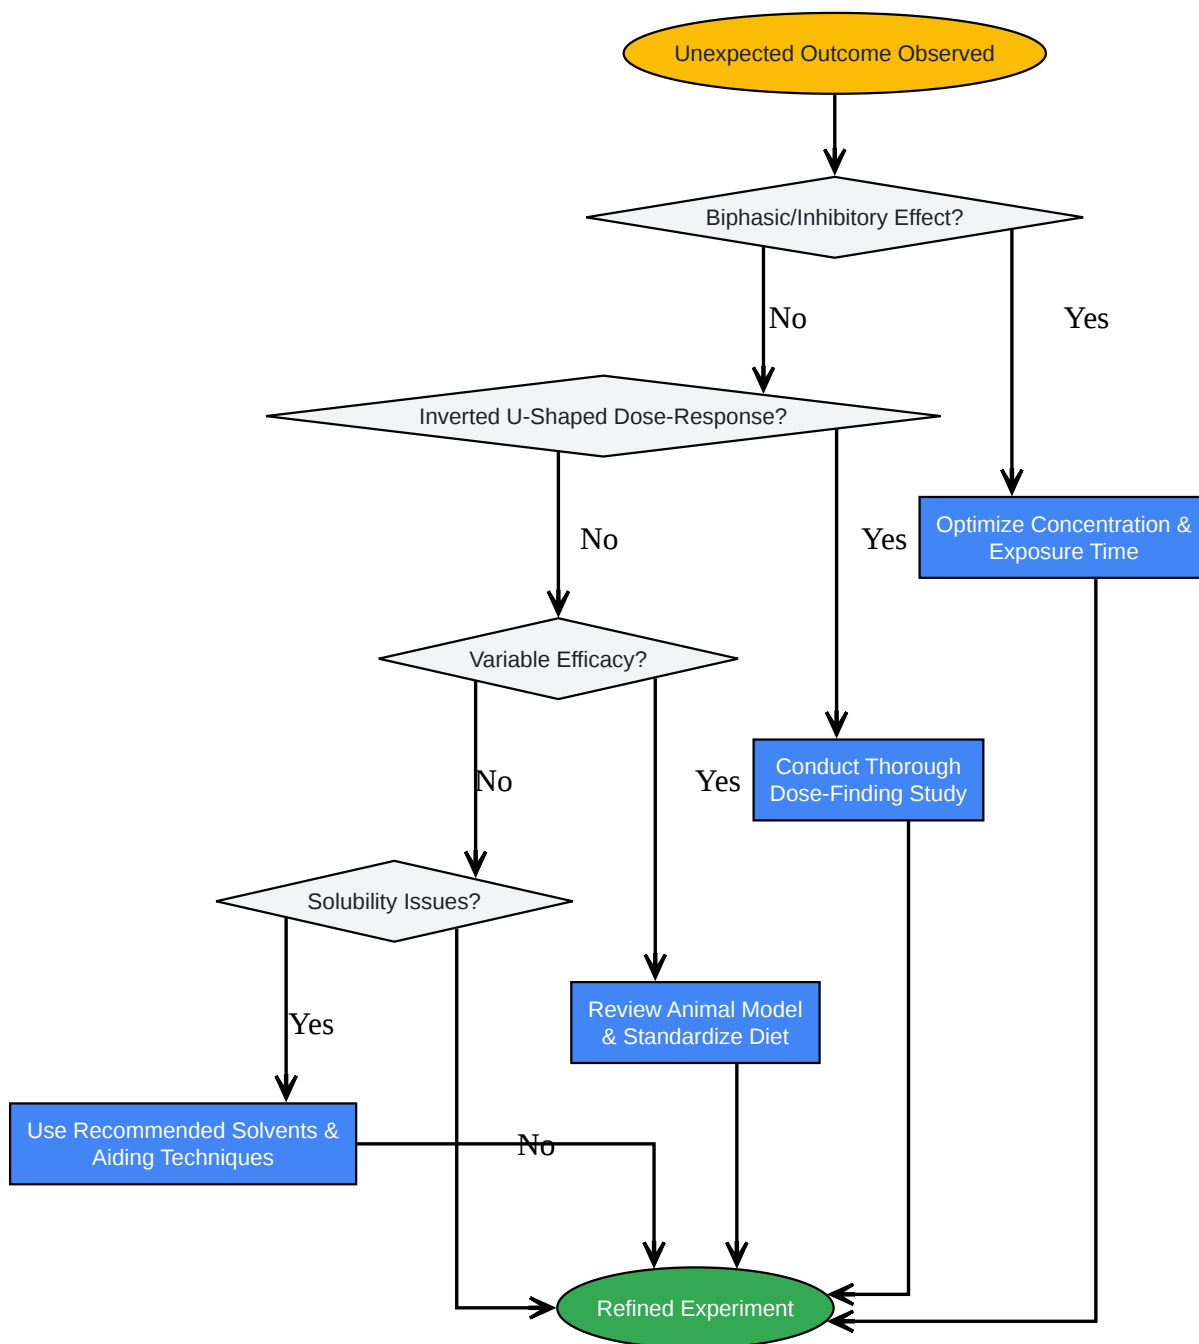 Unexpected Outcome Observed
Biphasic/Inhibitory Effect?
No
Yes
Inverted U-Shaped Dose-Response?
Optimize Concentration &
Exposure Time
No
Yes
Variable Efficacy?
Conduct Thorough
Dose-Finding Study
No
Yes
Solubility Issues?
Review Animal Model
& Standardize Diet
Yes
Use Recommended Solvents &
Aiding Techniques
No
Refined Experiment